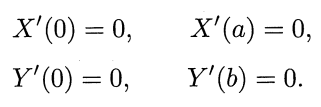 X′(0) = 0, X′(a) = 0,
Y′(0) = 0, Y′(b) = 0.